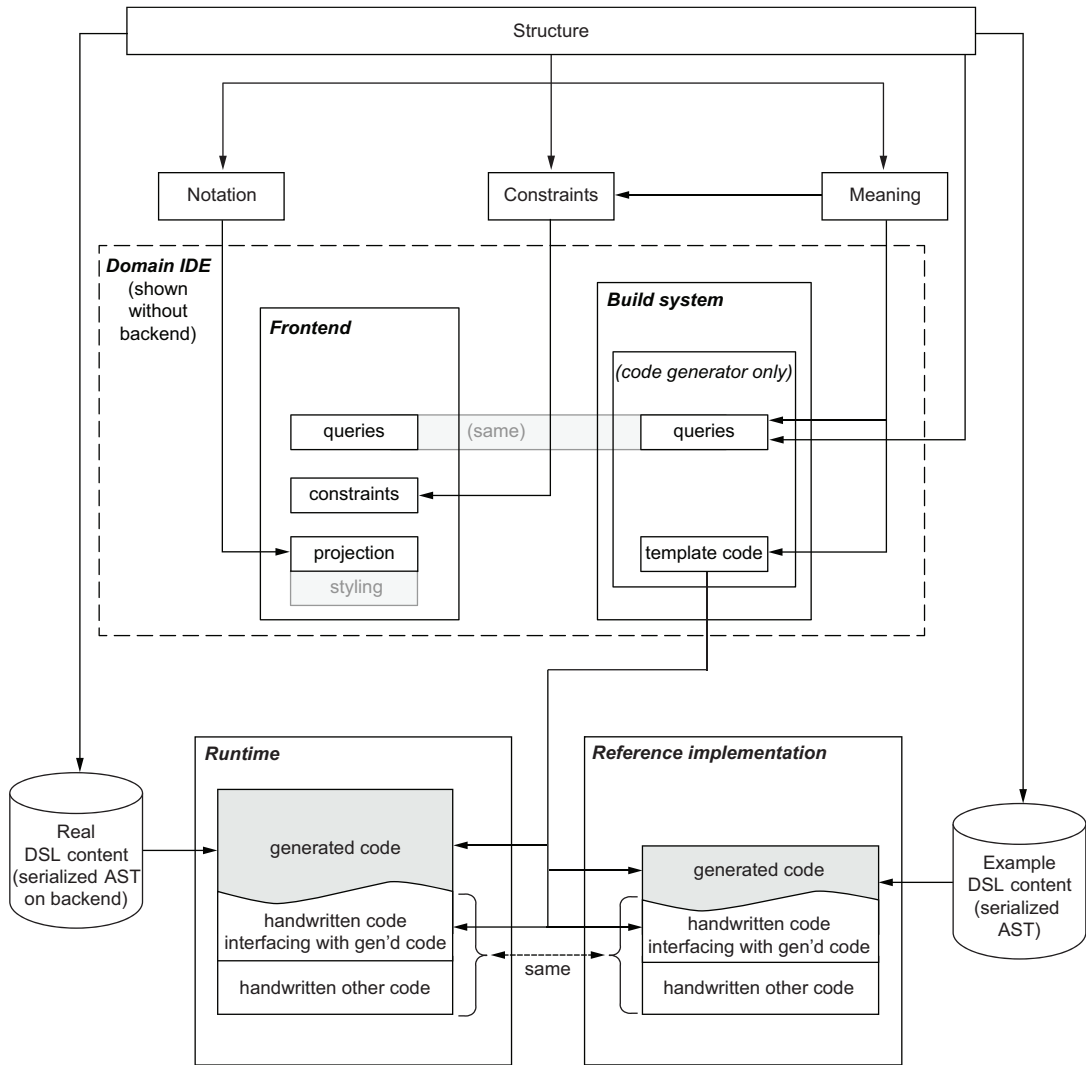 Structure
Notation
Constraints
Meaning
Domain IDE
(shown
without
backend)
Frontend
Build system
(code generator only)
queries
(same)
queries
constraints
projection
template code
styling
Runtime
Reference implementation
Real
DSL content
(serialized AST
on backend)
generated code
handwritten code
interfacing with gen’d code
handwritten other code
same
generated code
handwritten code
interfacing with gen’d code
handwritten other code
Example
DSL content
(serialized
AST)